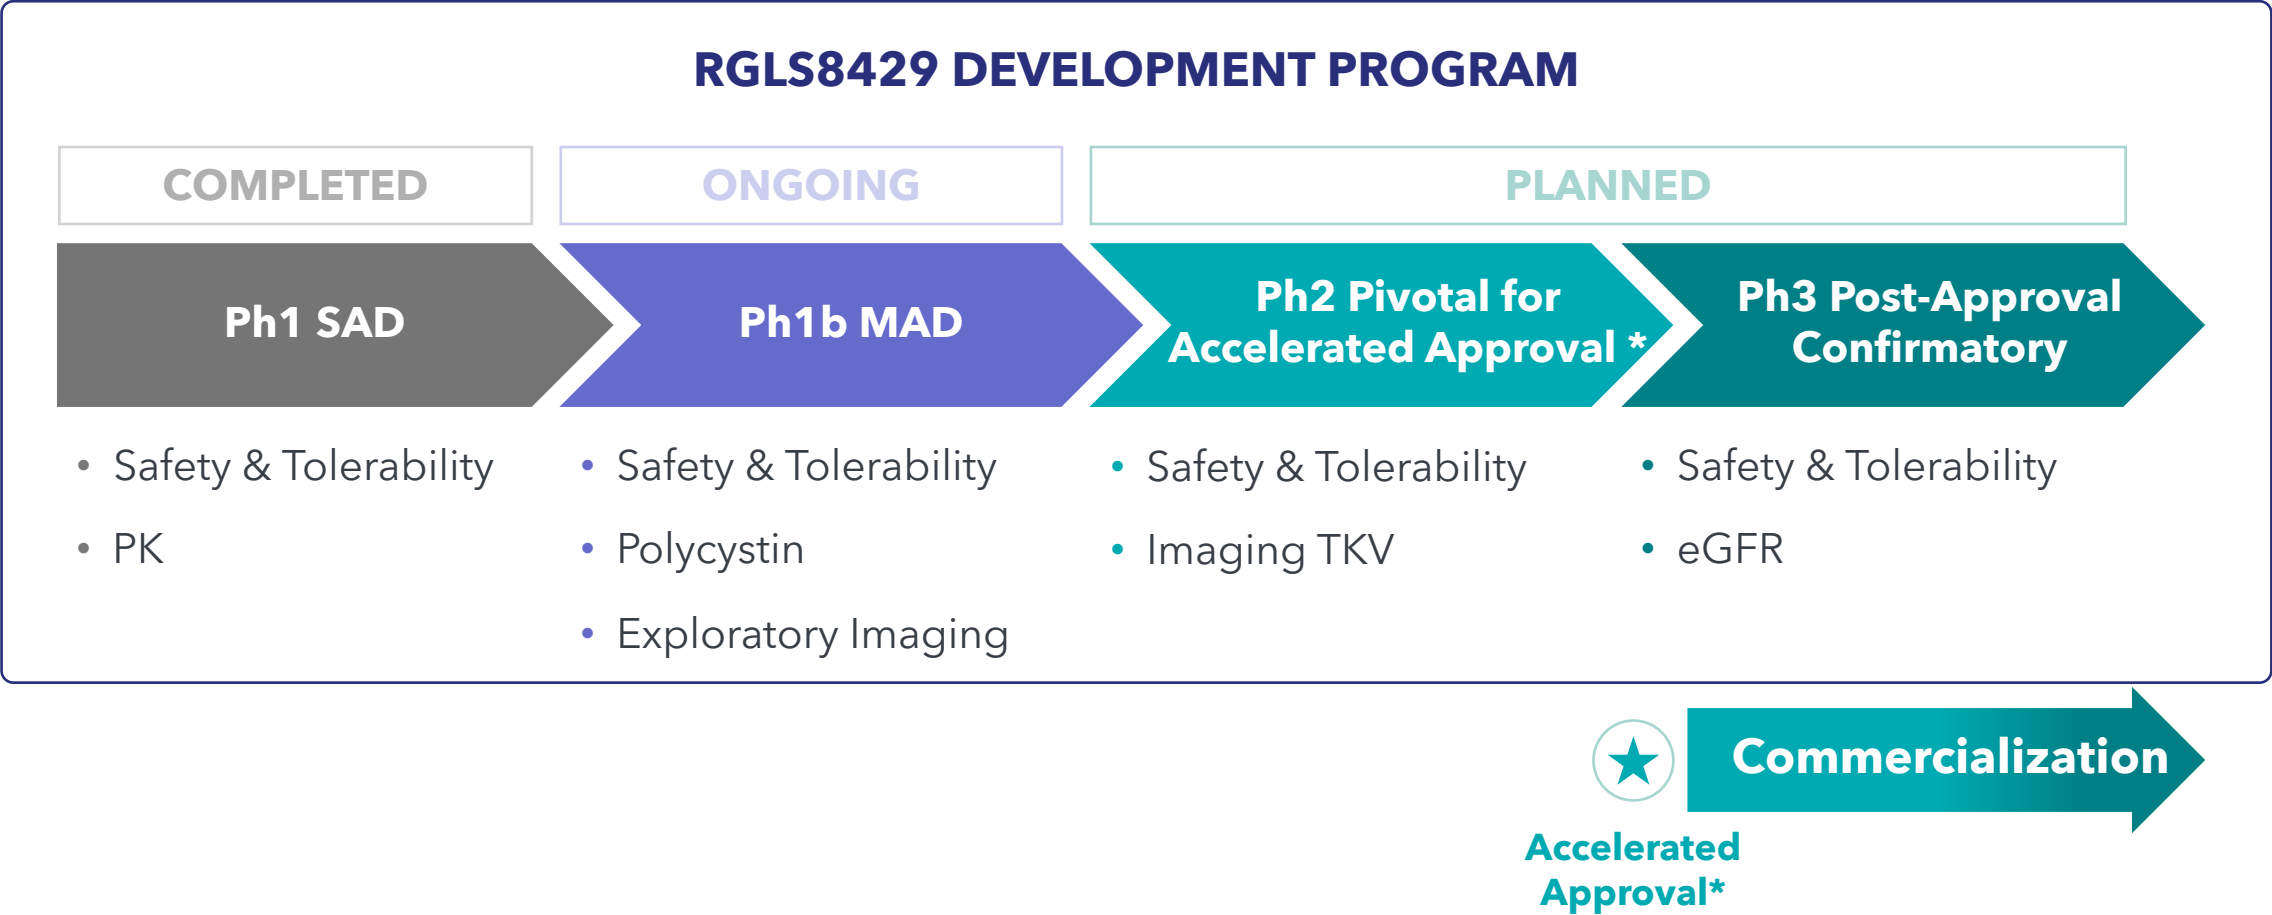 RGLS8429 DEVELOPMENT PROGRAM
COMPLETED
ONGOING
PLANNED
Ph1 SAD
Ph1b MAD
Ph2 Pivotal for
Accelerated Approval *
Ph3 Post-Approval
Confirmatory
• Safety & Tolerability
• PK
• Safety & Tolerability
• Polycystin
• Exploratory Imaging
• Safety & Tolerability
• Imaging TKV
• Safety & Tolerability
• eGFR
Commercialization
Accelerated
Approval*